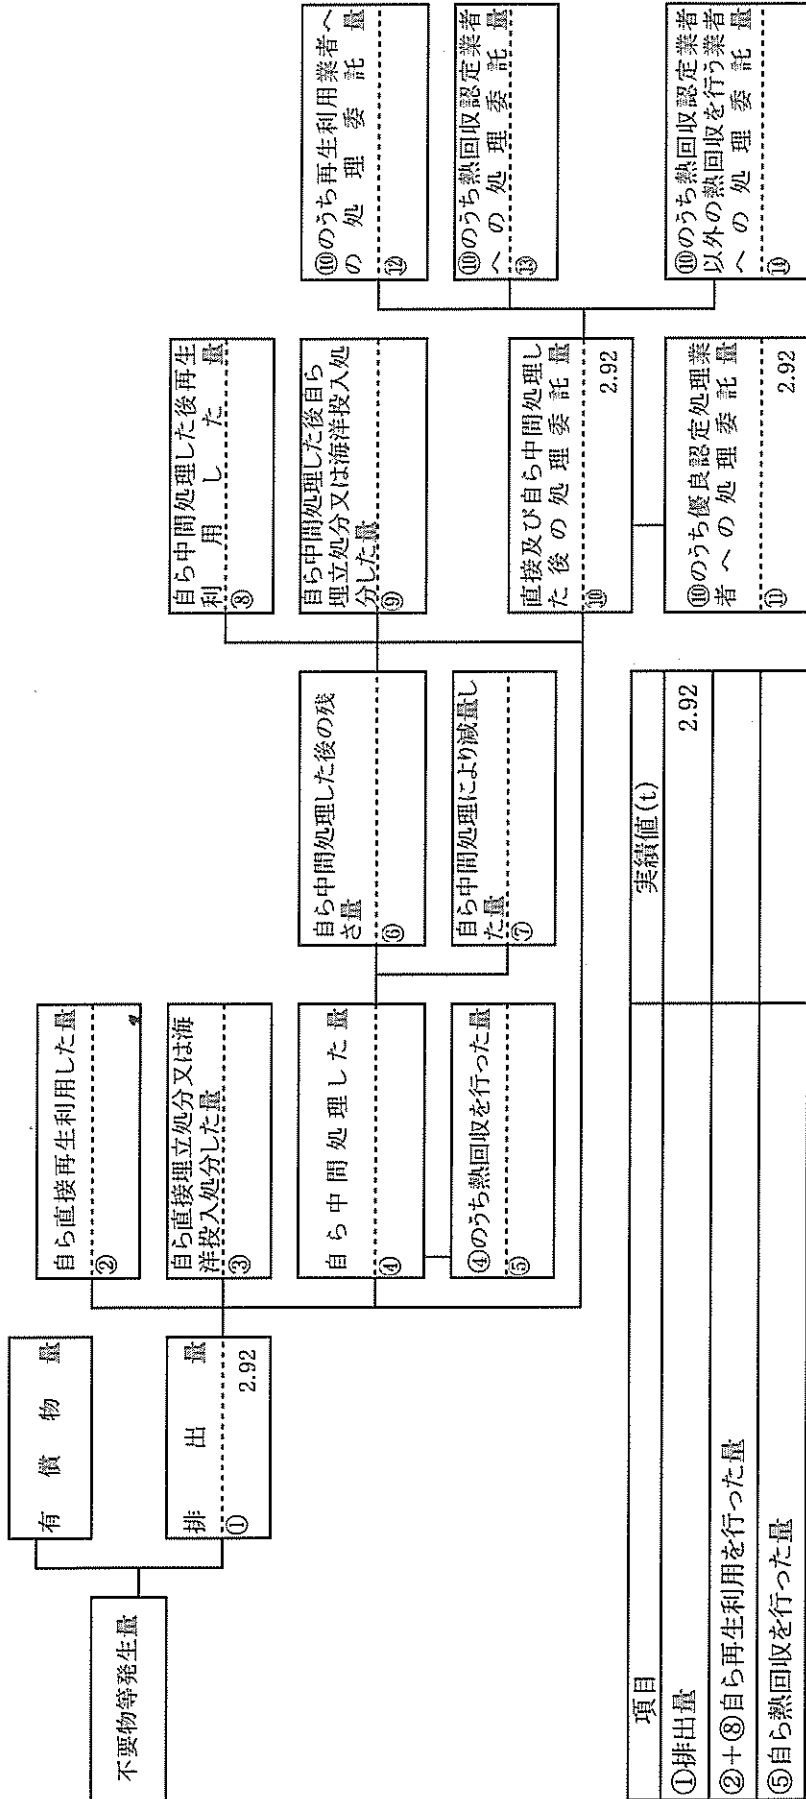 不要物等発生量
有償物量
排出量
①
2.92
自ら直接再生利用した量
②
自ら直接埋立処分又は海
洋投入処分した量
③
自ら中間処理した量
④
④のうち熱回収を行った量
⑤
自ら中間処理した後の残
さ量
⑥
自ら中間処理により減量し
た量
⑦
自ら中間処理した後再生
利用した量
⑧
自ら中間処理した後自ら
埋立処分又は海洋投入処
分した量
⑨
直接及び自ら中間処理し
た後の処理委託量
⑩
2.92
⑩のうち優良認定処理業
者への処理委託量
⑪
2.92
⑩のうち再生利用業者へ
の処理委託量
⑫
⑩のうち熱回収認定業者
への処理委託量
⑬
⑩のうち熱回収認定業者
以外の熱回収を行う業者
への処理委託量
⑭
項目 実績値(t)
①排出量 2.92
②+⑧自ら再生利用を行った量
⑤自ら熱回収を行った量